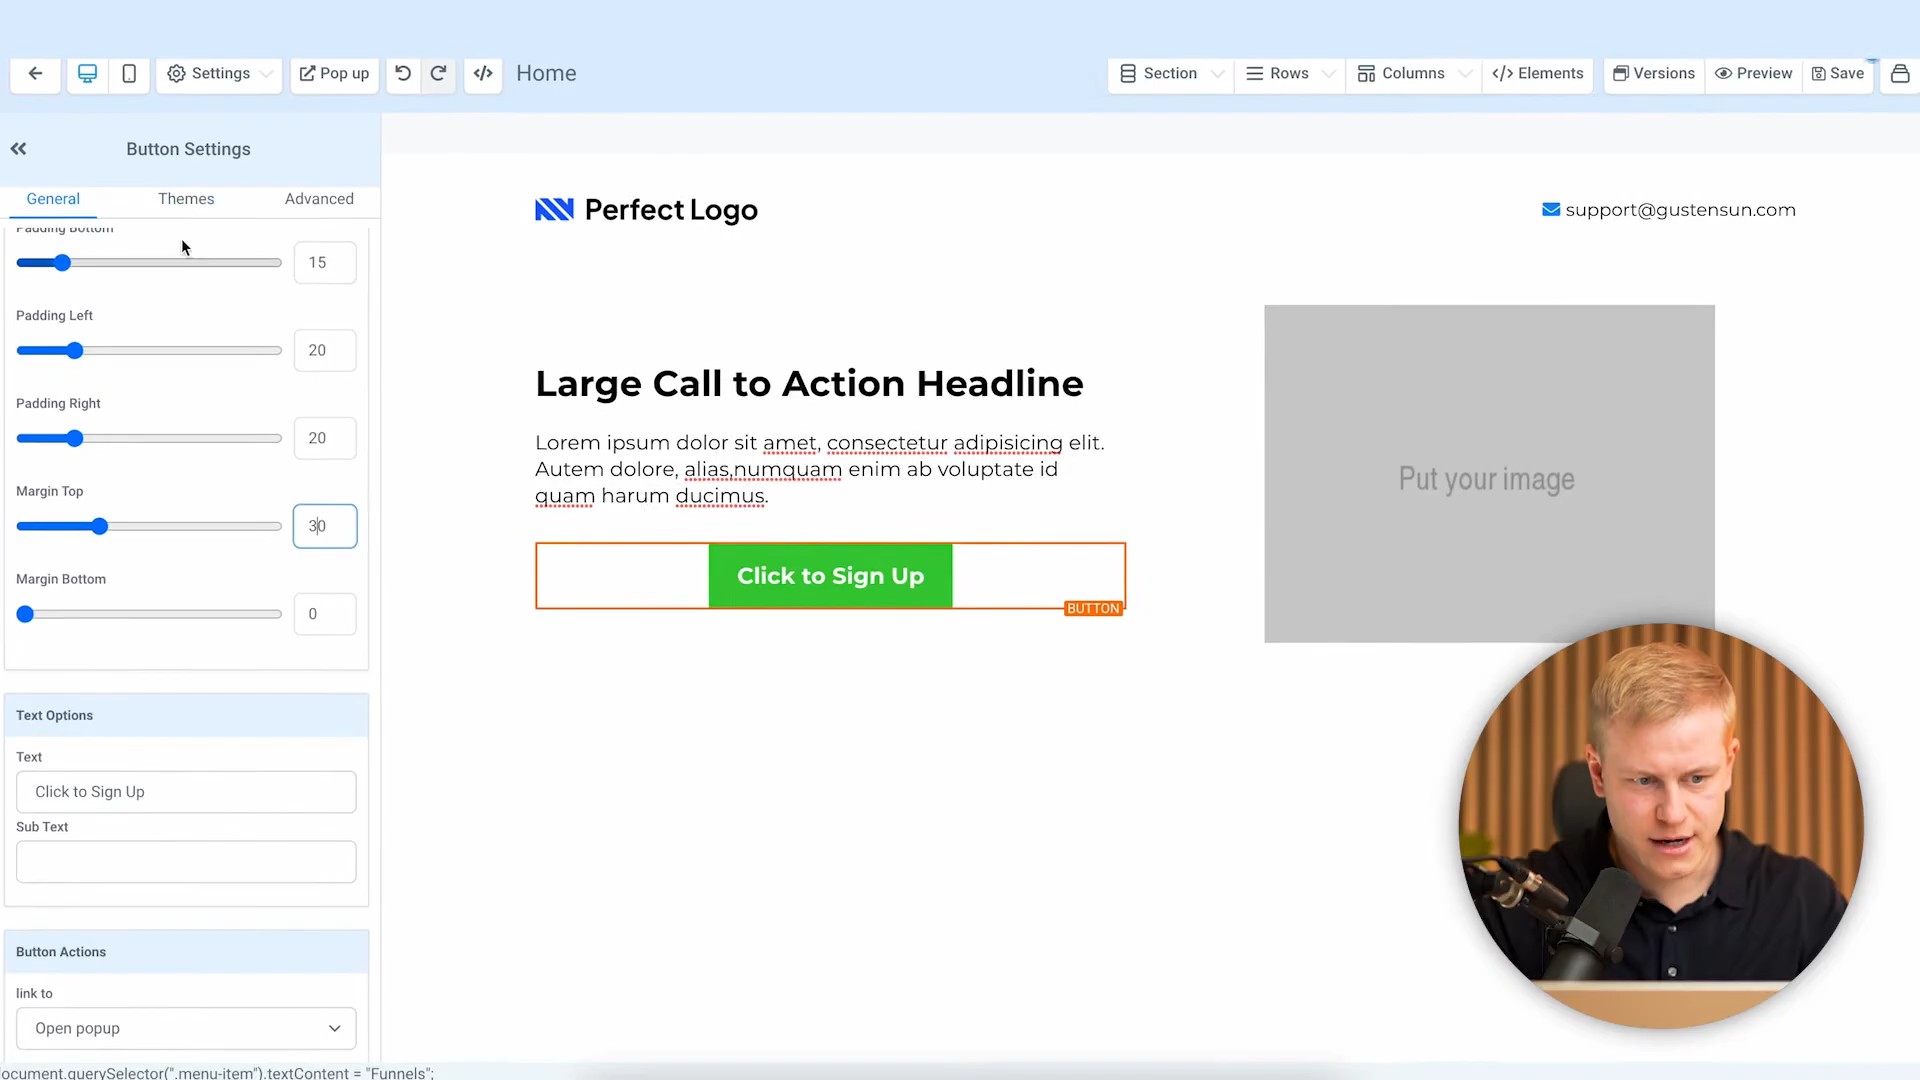 Settings
Pop up
Home
Section
Rows
Columns
Elements
Versions
Preview
Save
Button Settings
General
Themes
Advanced
Padding Bottom
15
Padding Left
20
Padding Right
20
Margin Top
30
Margin Bottom
0
Text Options
Text
Click to Sign Up
Sub Text
Button Actions
link to
Open popup
Perfect Logo
support@gustensun.com
Large Call to Action Headline
Lorem ipsum dolor sit amet, consectetur adipisicing elit.
Autem dolore, alias,numquam enim ab voluptate id
quam harum ducimus.
Click to Sign Up
BUTTON
Put your image
ocument.querySelector(".menu-item").textContent = "Funnels";